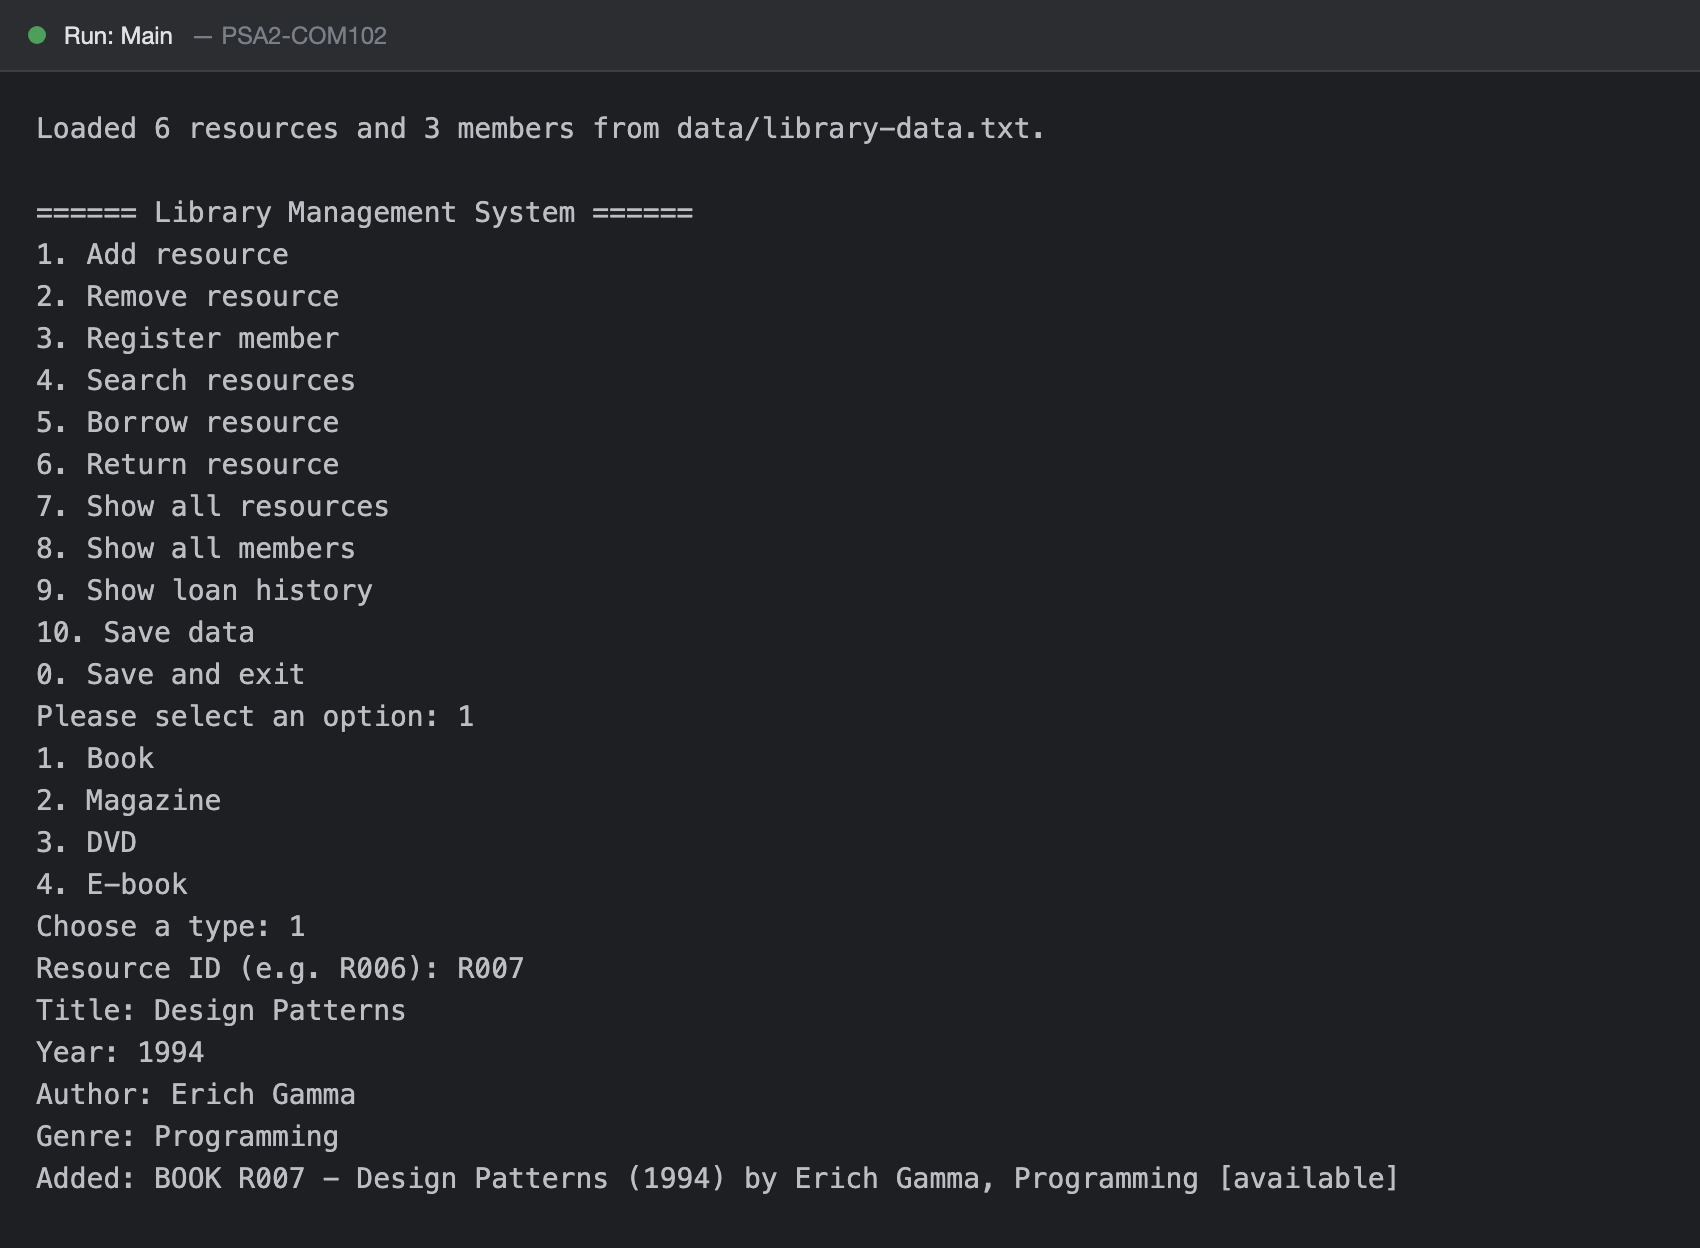 Run: Main — PSA2-COM102
Loaded 6 resources and 3 members from data/library-data.txt.
====== Library Management System ======
1. Add resource
2. Remove resource
3. Register member
4. Search resources
5. Borrow resource
6. Return resource
7. Show all resources
8. Show all members
9. Show loan history
10. Save data
0. Save and exit
Please select an option: 1
1. Book
2. Magazine
3. DVD
4. E-book
Choose a type: 1
Resource ID (e.g. R006): R007
Title: Design Patterns
Year: 1994
Author: Erich Gamma
Genre: Programming
Added: BOOK R007 - Design Patterns (1994) by Erich Gamma, Programming [available]